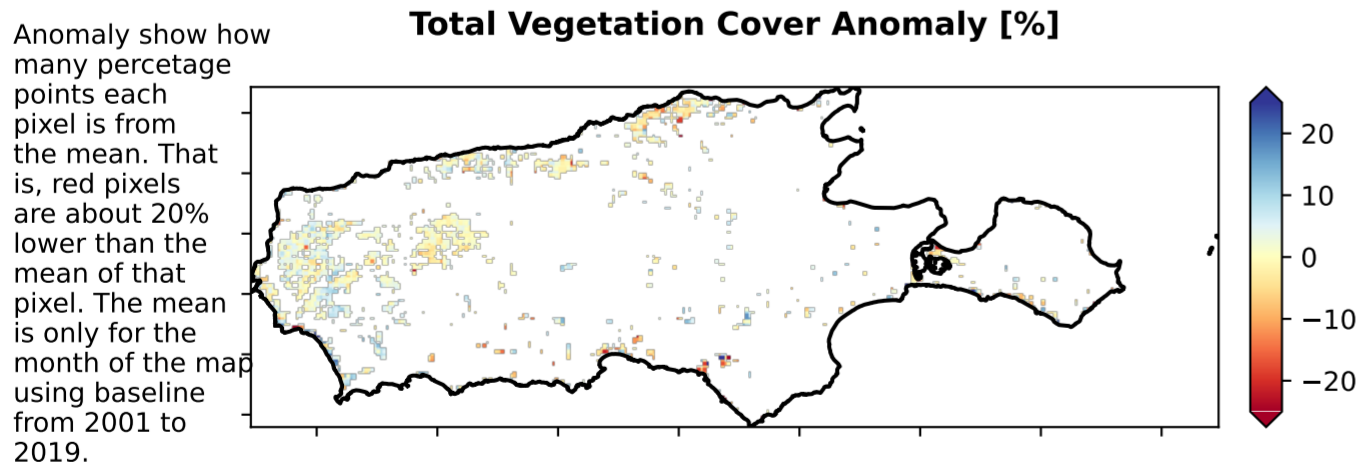 Total Vegetation Cover Anomaly [%]
Anomaly show how
many percetage
points each
pixel is from
the mean. That
is, red pixels
are about 20%
lower than the
mean of that
pixel. The mean
is only for the
month of the map
using baseline
from 2001 to
2019.
20
10
0
−10
−20